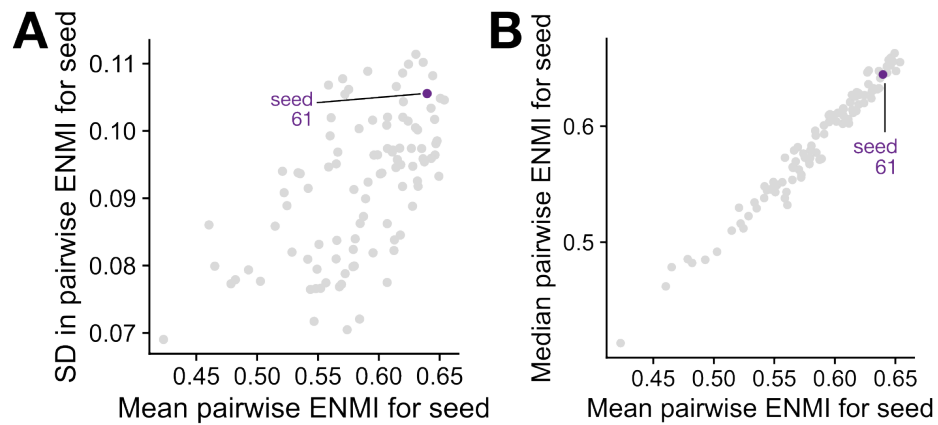 A
SD in pairwise ENMI for seed
0.11
0.10
0.09
0.08
0.07
seed
61
0.45 0.50 0.55 0.60 0.65
Mean pairwise ENMI for seed
B
Median pairwise ENMI for seed
0.6
0.5
seed
61
0.45 0.50 0.55 0.60 0.65
Mean pairwise ENMI for seed